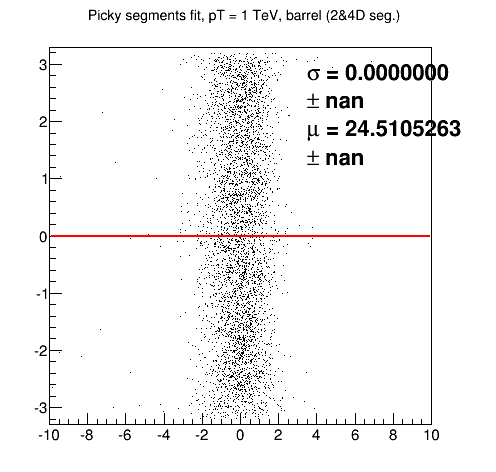 Picky segments fit, pT = 1 TeV, barrel (2&4D seg.)
σ = 0.0000000
± nan
μ = 24.5105263
± nan
3
2
1
0
-1
-2
-3
-10 -8 -6 -4 -2 0 2 4 6 8 10